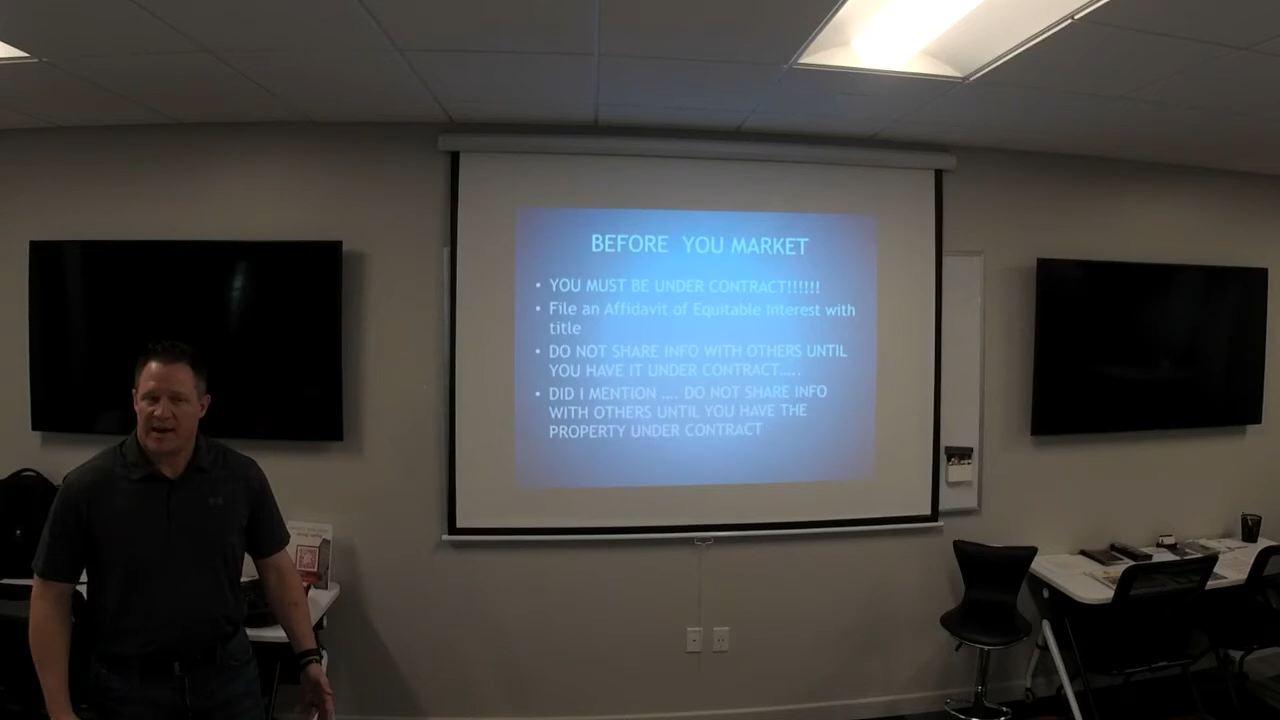 BEFORE YOU MARKET
• YOU MUST BE UNDER CONTRACT!!!!!!
• File an Affidavit of Equitable Interest with
title
• DO NOT SHARE INFO WITH OTHERS UNTIL
YOU HAVE IT UNDER CONTRACT.....
• DID I MENTION .... DO NOT SHARE INFO
WITH OTHERS UNTIL YOU HAVE THE
PROPERTY UNDER CONTRACT